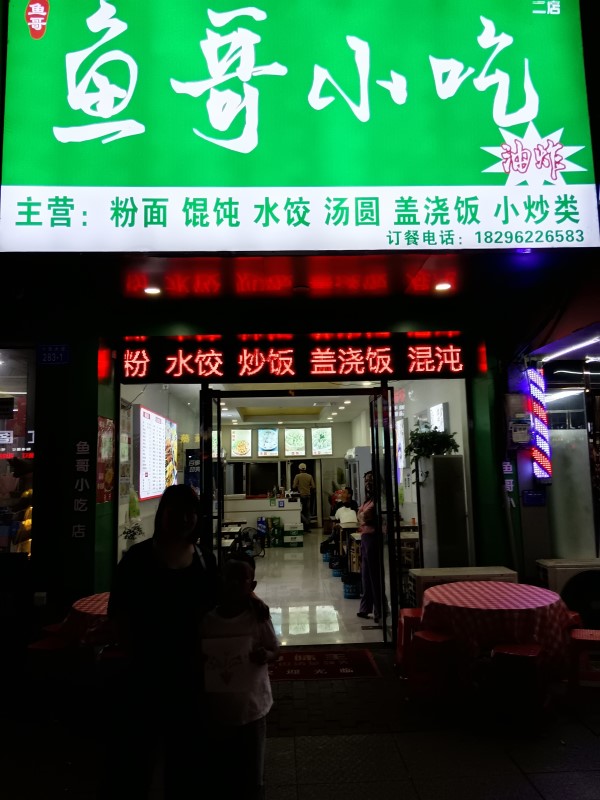 鱼哥
二店
鱼哥小吃
油炸
主营：粉面 馄饨 水饺 汤圆 盖浇饭 小炒类
订餐电话：18296226583
粉 水饺 炒饭 盖浇饭 混沌
鱼哥小吃店
鱼哥